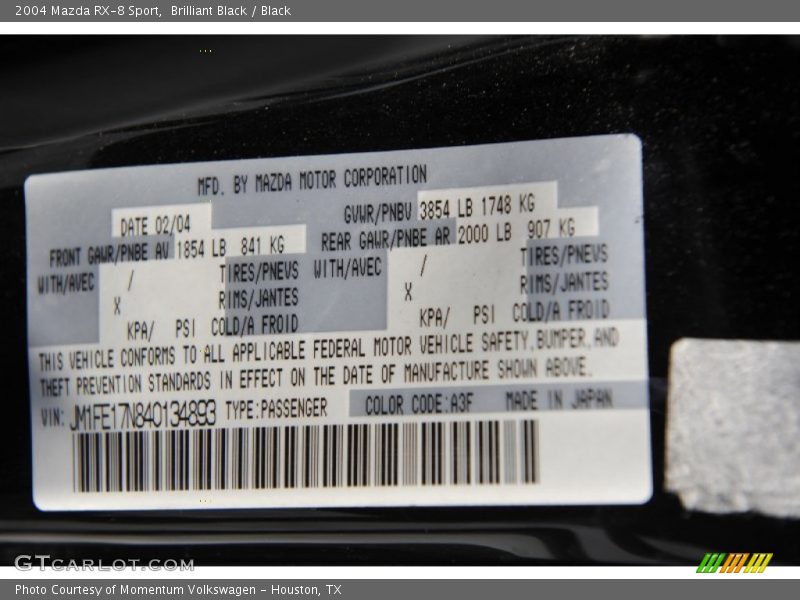 2004 Mazda RX-8 Sport,  Brilliant Black / Black
MFD. BY MAZDA MOTOR CORPORATION
DATE 02/04 GVWR/PNBV 3854 LB 1748 KG
FRONT GAWR/PNBE AV 1854 LB 841 KG REAR GAWR/PNBE AR 2000 LB 907 KG
WITH/AVEC / TIRES/PNEVS WITH/AVEC / TIRES/PNEVS
X RIMS/JANTES X RIMS/JANTES
KPA/ PSI COLD/A FROID KPA/ PSI COLD/A FROID
THIS VEHICLE CONFORMS TO ALL APPLICABLE FEDERAL MOTOR VEHICLE SAFETY,BUMPER,AND
THEFT PREVENTION STANDARDS IN EFFECT ON THE DATE OF MANUFACTURE SHOWN ABOVE.
VIN: JM1FE17N840134893 TYPE:PASSENGER COLOR CODE:A3F MADE IN JAPAN
GTCARLOT.COM
Photo Courtesy of Momentum Volkswagen - Houston, TX